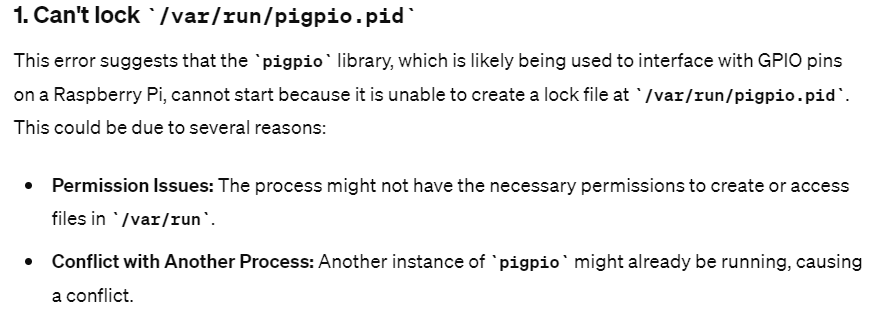 1. Can't lock `/var/run/pigpio.pid`
This error suggests that the `pigpio` library, which is likely being used to interface with GPIO pins
on a Raspberry Pi, cannot start because it is unable to create a lock file at `/var/run/pigpio.pid`.
This could be due to several reasons:
• Permission Issues: The process might not have the necessary permissions to create or access
files in `/var/run`.
• Conflict with Another Process: Another instance of `pigpio` might already be running, causing
a conflict.